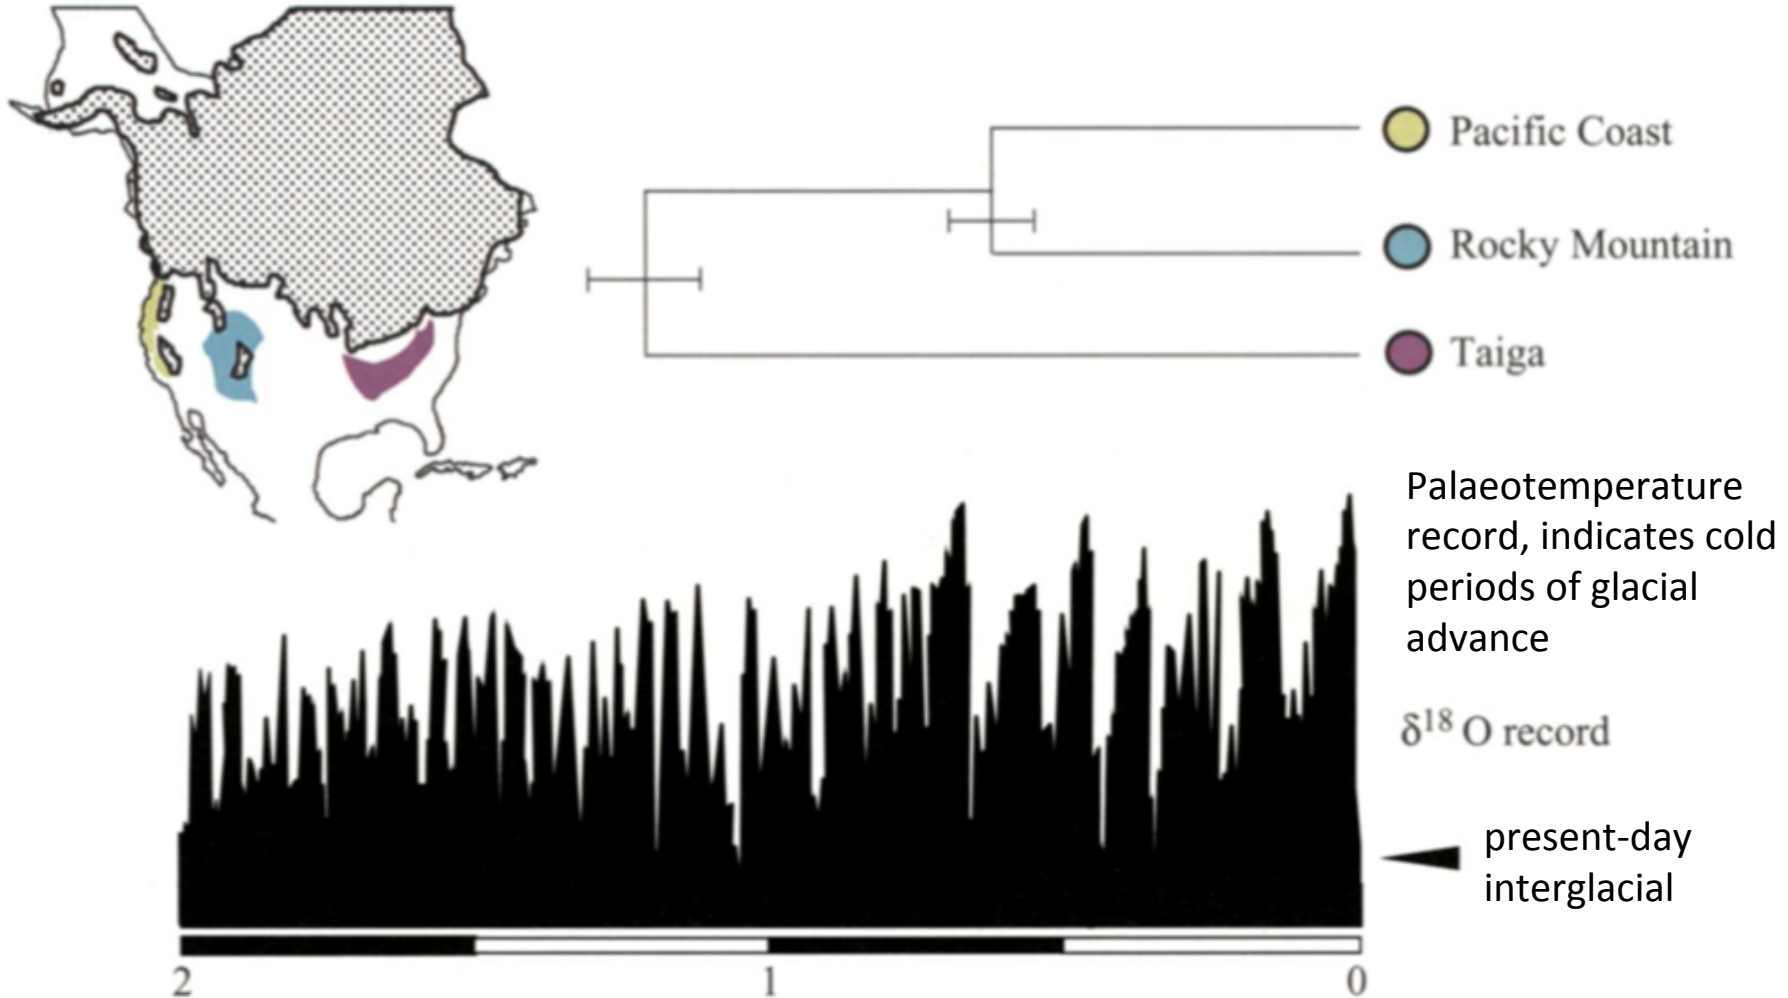 Pacific Coast
Rocky Mountain
Taiga
Palaeotemperature
record, indicates cold
periods of glacial
advance
δ¹⁸ O record
present-day
interglacial
2 1 0